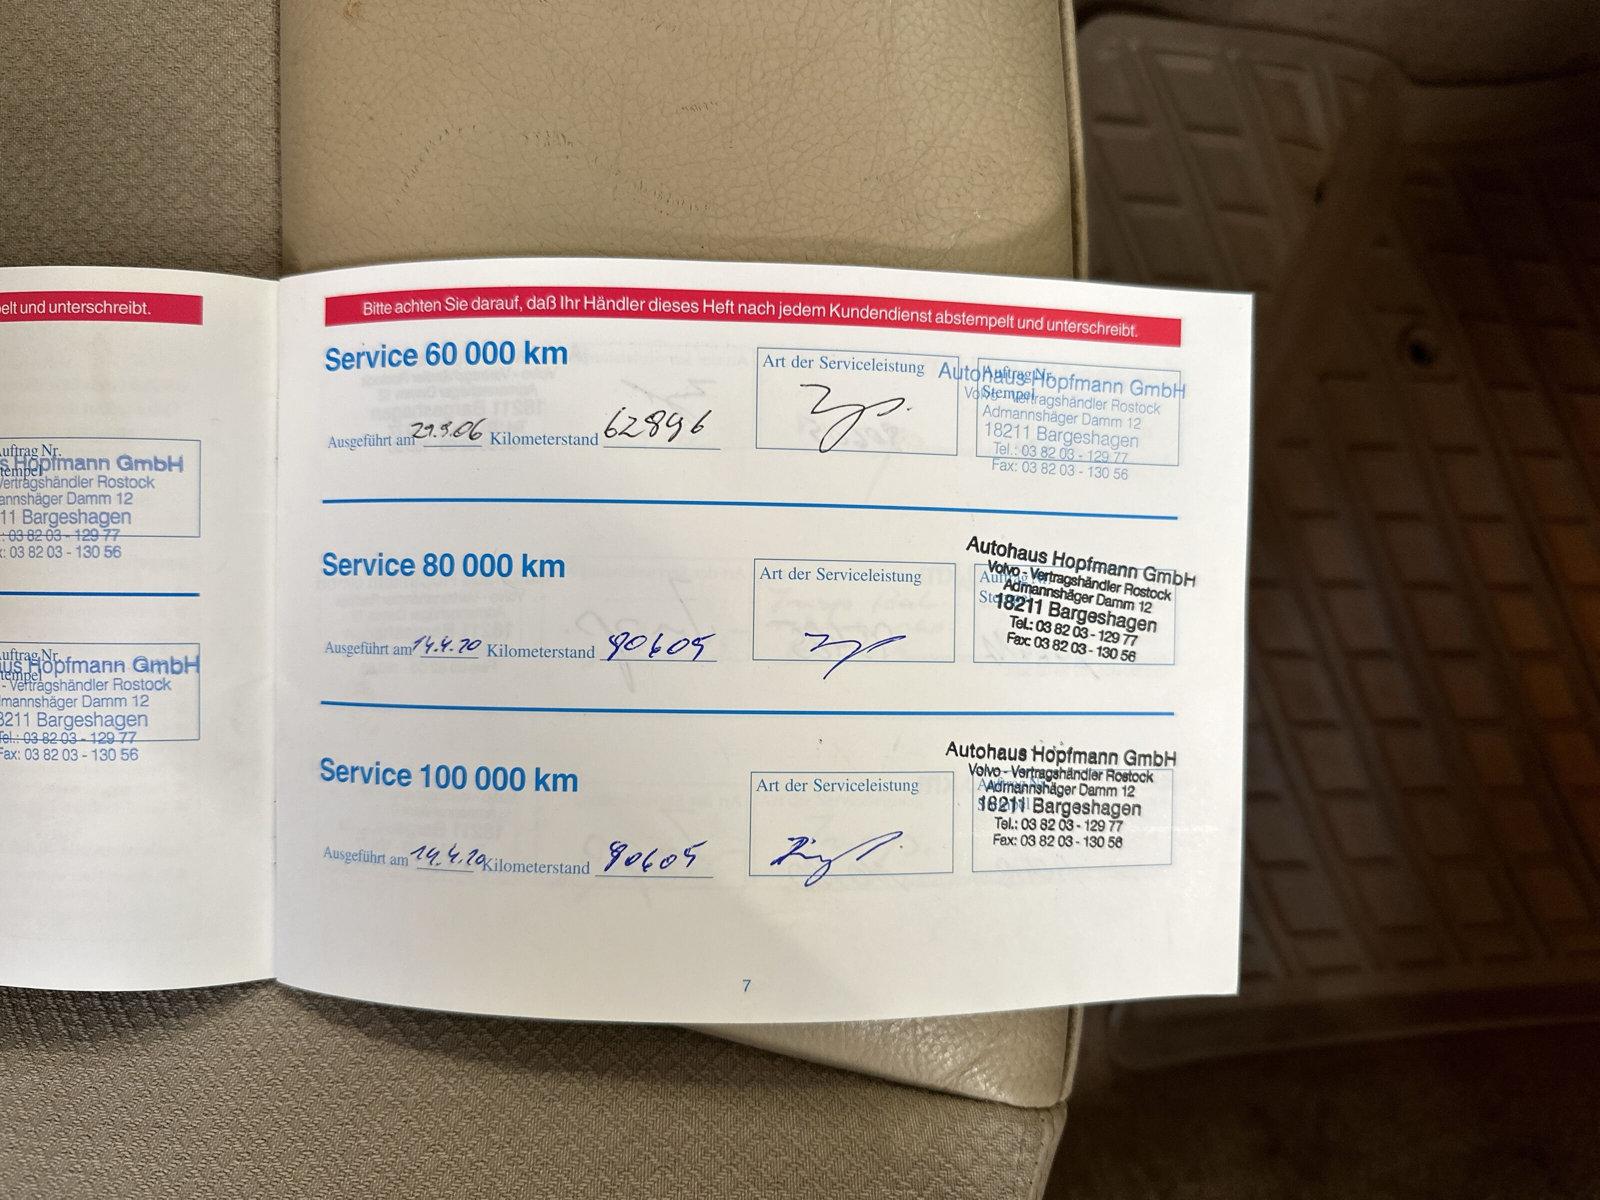 elt und unterschreibt.
uftrag Nr.
s Hopfmann GmbH
tempel
Vertragshändler Rostock
mannshäger Damm 12
11 Bargeshagen
.: 03 82 03 - 129 77
x: 03 82 03 - 130 56
uftrag Nr.
us Hopfmann GmbH
tempel
- Vertragshändler Rostock
mannshäger Damm 12
8211 Bargeshagen
Tel.: 03 82 03 - 129 77
Fax: 03 82 03 - 130 56
Bitte achten Sie darauf, daß Ihr Händler dieses Heft nach jedem Kundendienst abstempelt und unterschreibt.
Service 60 000 km
Ausgeführt am 29.9.06 Kilometerstand 62896
Art der Serviceleistung
Auftrag Nr.
Stempel
Autohaus Hopfmann GmbH
Volvo - Vertragshändler Rostock
Admannshäger Damm 12
18211 Bargeshagen
Tel.: 03 82 03 - 129 77
Fax: 03 82 03 - 130 56
Service 80 000 km
Ausgeführt am 14.4.20 Kilometerstand 90605
Art der Serviceleistung
Autohaus Hopfmann GmbH
Volvo - Vertragshändler Rostock
Admannshäger Damm 12
18211 Bargeshagen
Tel.: 03 82 03 - 129 77
Fax: 03 82 03 - 130 56
Service 100 000 km
Ausgeführt am 14.4.20 Kilometerstand 90605
Art der Serviceleistung
Autohaus Hopfmann GmbH
Volvo - Vertragshändler Rostock
Admannshäger Damm 12
18211 Bargeshagen
Tel.: 03 82 03 - 129 77
Fax: 03 82 03 - 130 56
7